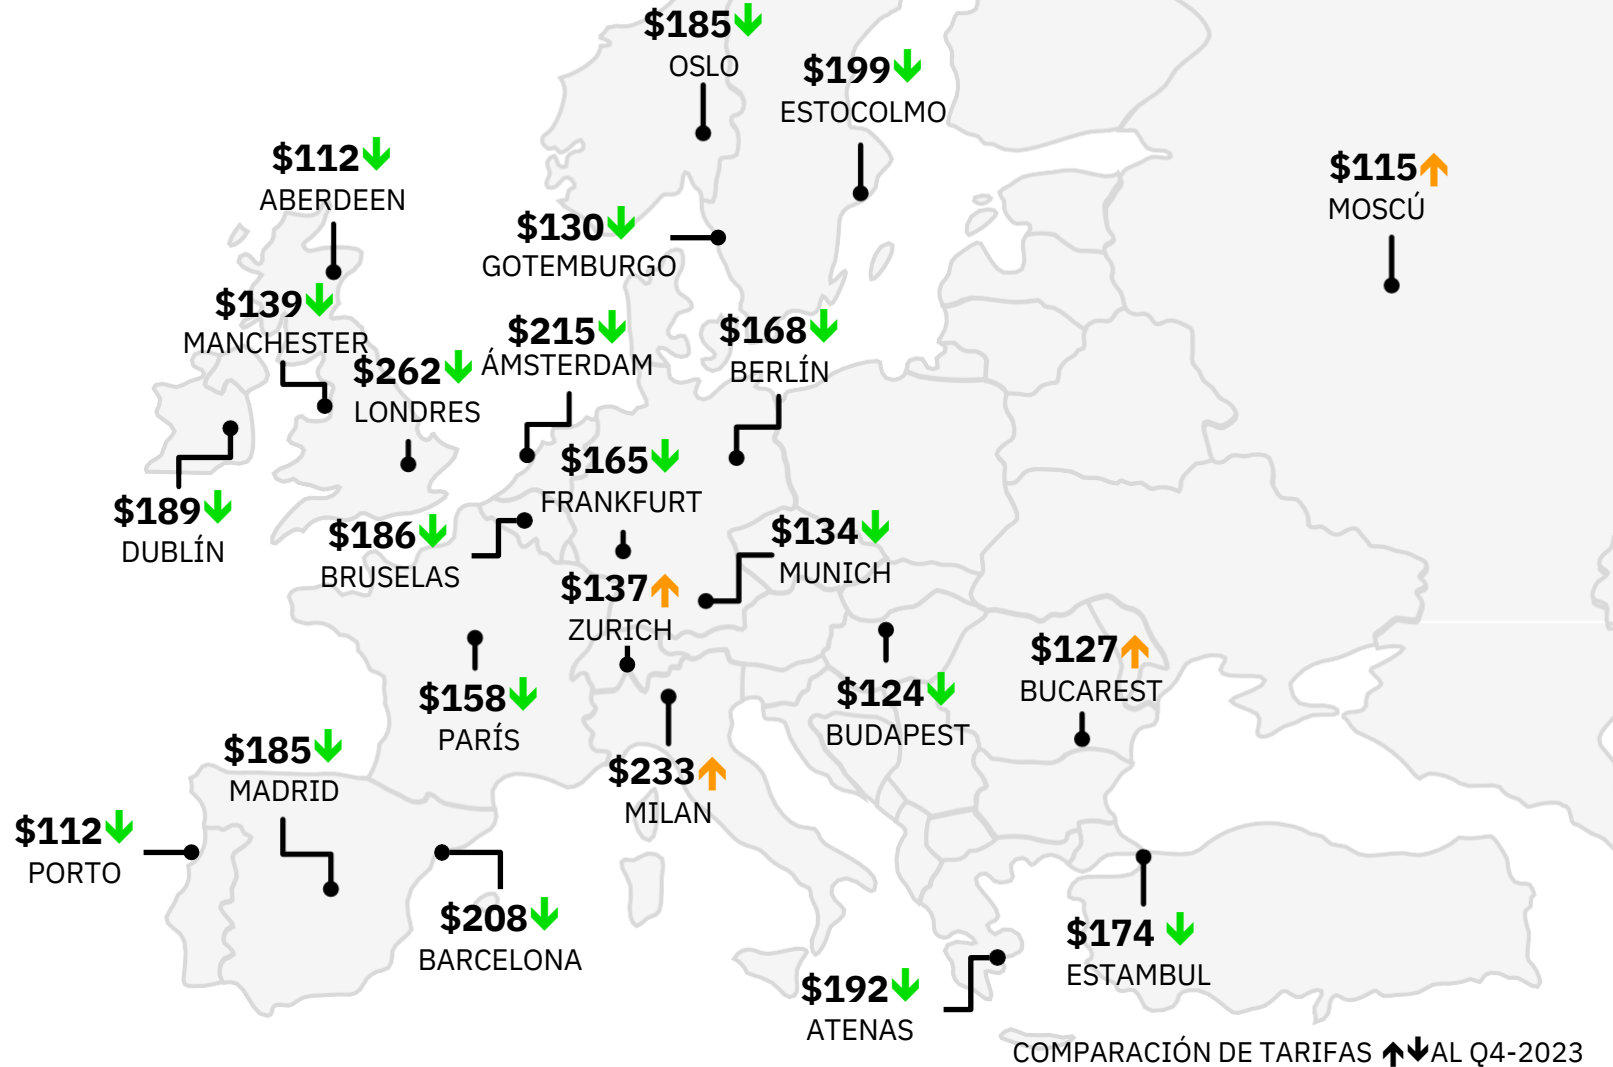 $185
OSLO
$199
ESTOCOLMO
$112
ABERDEEN
$115
MOSCÚ
$130
GOTEMBURGO
$139
MANCHESTER
$215
ÁMSTERDAM
$168
BERLÍN
$262
LONDRES
$165
FRANKFURT
$189
DUBLÍN
$186
BRUSELAS
$134
MUNICH
$137
ZURICH
$127
BUCAREST
$158
PARÍS
$124
BUDAPEST
$185
MADRID
$233
MILAN
$112
PORTO
$208
BARCELONA
$174
ESTAMBUL
$192
ATENAS
COMPARACIÓN DE TARIFAS ↑↓AL Q4-2023